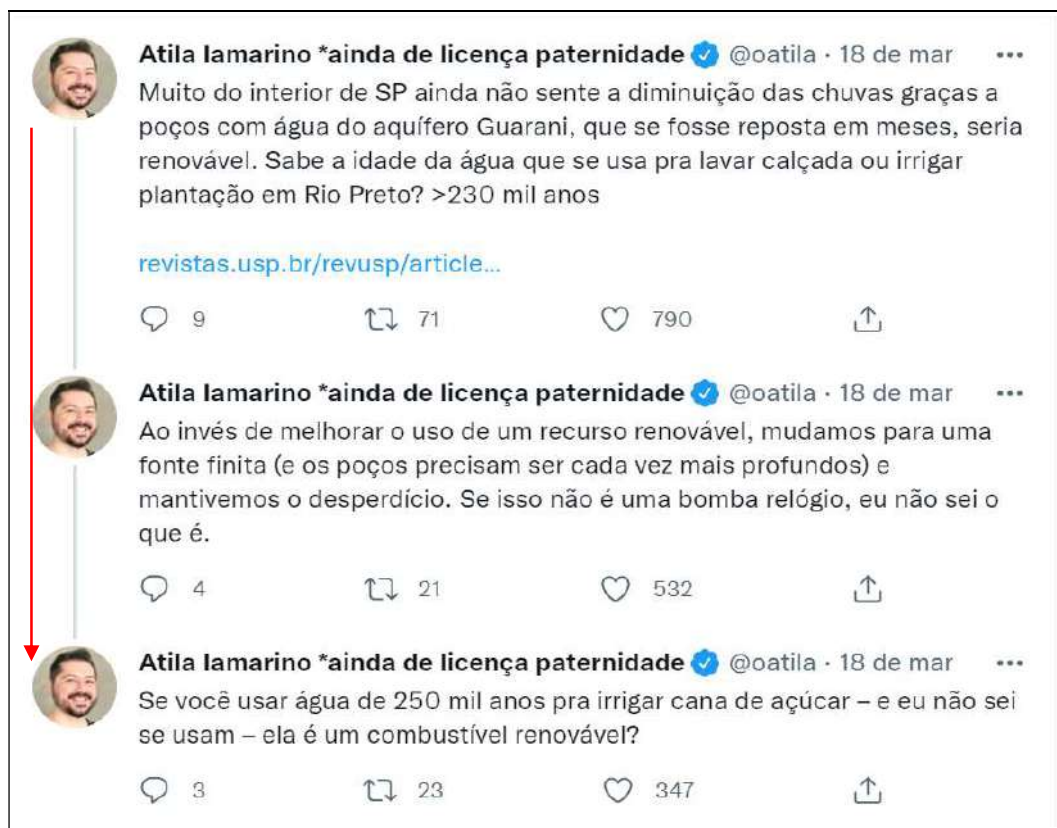 Atila Iamarino *ainda de licença paternidade @oatila · 18 de mar
Muito do interior de SP ainda não sente a diminuição das chuvas graças a
poços com água do aquífero Guarani, que se fosse reposta em meses, seria
renovável. Sabe a idade da água que se usa pra lavar calçada ou irrigar
plantação em Rio Preto? >230 mil anos
revistas.usp.br/revusp/article...
9 71 790
Atila Iamarino *ainda de licença paternidade @oatila · 18 de mar
Ao invés de melhorar o uso de um recurso renovável, mudamos para uma
fonte finita (e os poços precisam ser cada vez mais profundos) e
mantivemos o desperdício. Se isso não é uma bomba relógio, eu não sei o
que é.
4 21 532
Atila Iamarino *ainda de licença paternidade @oatila · 18 de mar
Se você usar água de 250 mil anos pra irrigar cana de açúcar – e eu não sei
se usam – ela é um combustível renovável?
3 23 347